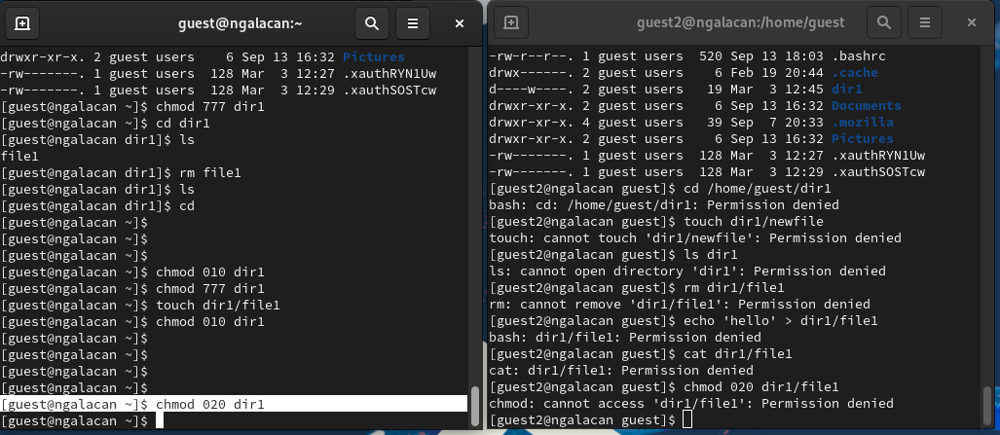 guest@ngalacan:~
drwxr-xr-x. 2 guest users    6 Sep 13 16:32 Pictures
-rw-------. 1 guest users  128 Mar  3 12:27 .xauthRYN1Uw
-rw-------. 1 guest users  128 Mar  3 12:29 .xauthSOSTcw
[guest@ngalacan ~]$ chmod 777 dir1
[guest@ngalacan ~]$ cd dir1
[guest@ngalacan dir1]$ ls
file1
[guest@ngalacan dir1]$ rm file1
[guest@ngalacan dir1]$ ls
[guest@ngalacan dir1]$ cd
[guest@ngalacan ~]$
[guest@ngalacan ~]$
[guest@ngalacan ~]$
[guest@ngalacan ~]$ chmod 010 dir1
[guest@ngalacan ~]$ chmod 777 dir1
[guest@ngalacan ~]$ touch dir1/file1
[guest@ngalacan ~]$ chmod 010 dir1
[guest@ngalacan ~]$
[guest@ngalacan ~]$
[guest@ngalacan ~]$
[guest@ngalacan ~]$
[guest@ngalacan ~]$ chmod 020 dir1
[guest@ngalacan ~]$
guest2@ngalacan:/home/guest
-rw-r--r--. 1 guest users  520 Sep 13 18:03 .bashrc
drwx------. 2 guest users    6 Feb 19 20:44 .cache
d----w----. 2 guest users   19 Mar  3 12:45 dir1
drwxr-xr-x. 2 guest users    6 Sep 13 16:32 Documents
drwxr-xr-x. 4 guest users   39 Sep  7 20:33 .mozilla
drwxr-xr-x. 2 guest users    6 Sep 13 16:32 Pictures
-rw-------. 1 guest users  128 Mar  3 12:27 .xauthRYN1Uw
-rw-------. 1 guest users  128 Mar  3 12:29 .xauthSOSTcw
[guest2@ngalacan guest]$ cd /home/guest/dir1
bash: cd: /home/guest/dir1: Permission denied
[guest2@ngalacan guest]$ touch dir1/newfile
touch: cannot touch 'dir1/newfile': Permission denied
[guest2@ngalacan guest]$ ls dir1
ls: cannot open directory 'dir1': Permission denied
[guest2@ngalacan guest]$ rm dir1/file1
rm: cannot remove 'dir1/file1': Permission denied
[guest2@ngalacan guest]$ echo 'hello' > dir1/file1
bash: dir1/file1: Permission denied
[guest2@ngalacan guest]$ cat dir1/file1
cat: dir1/file1: Permission denied
[guest2@ngalacan guest]$ chmod 020 dir1/file1
chmod: cannot access 'dir1/file1': Permission denied
[guest2@ngalacan guest]$